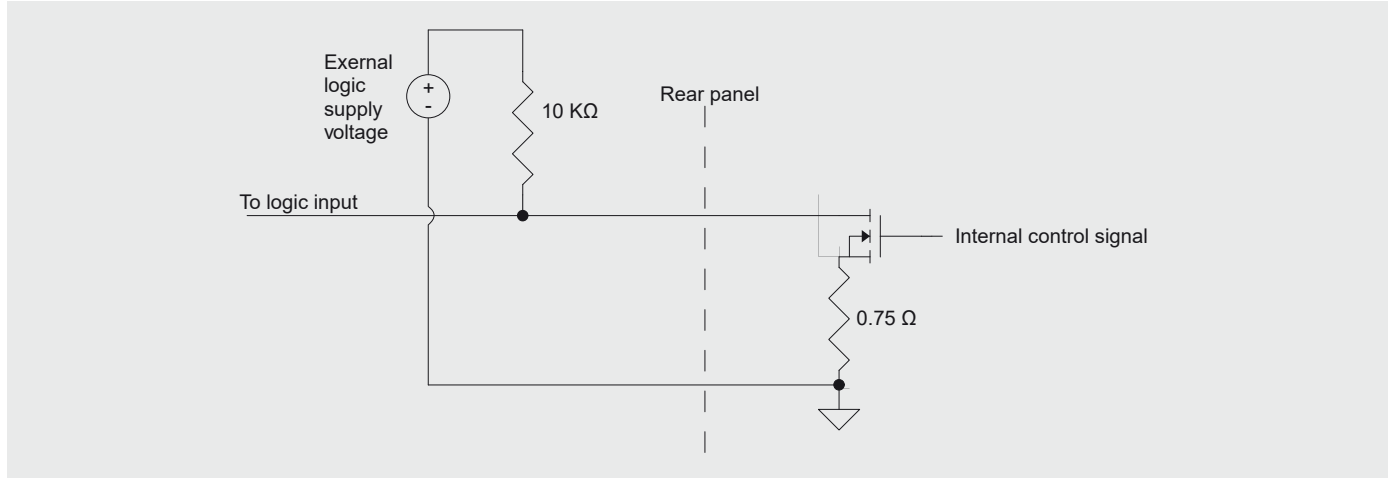 Exernal
logic
supply
voltage
+
-
10 KΩ
Rear panel
To logic input
Internal control signal
0.75 Ω